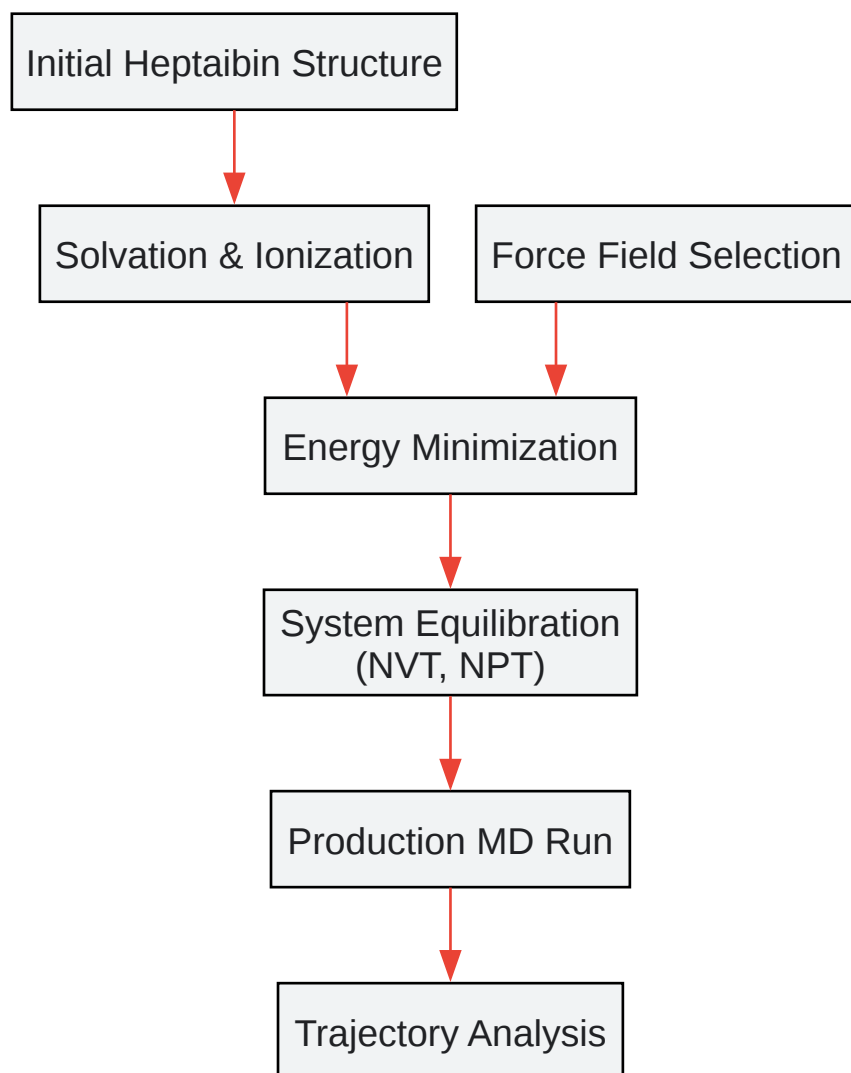 Initial Heptaibin Structure
Solvation & Ionization
Force Field Selection
Energy Minimization
System Equilibration
(NVT, NPT)
Production MD Run
Trajectory Analysis